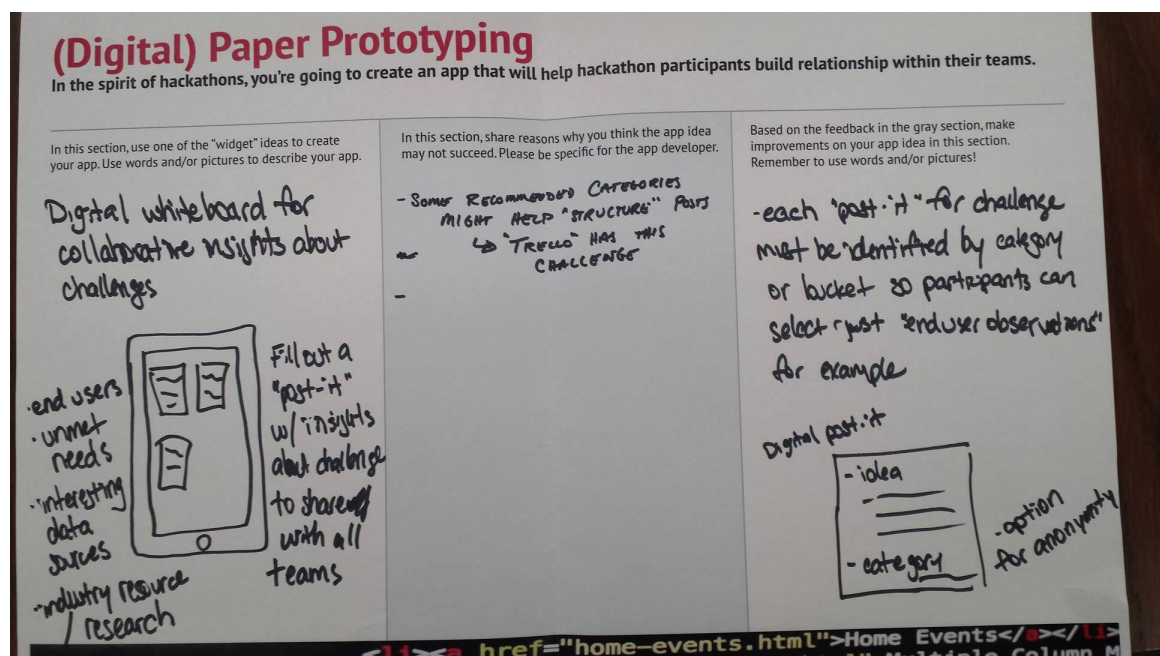 (Digital) Paper Prototyping
In the spirit of hackathons, you're going to create an app that will help hackathon participants build relationship within their teams.
In this section, use one of the "widget" ideas to create
your app. Use words and/or pictures to describe your app.
Digital whiteboard for
collaborative insights about
challenges
·end users
·unmet
needs
·interesting
data
sources
·industry resource
/ research
Fill out a
"post-it"
w/ insights
about challenge
to share
with all
teams
In this section, share reasons why you think the app idea
may not succeed. Please be specific for the app developer.
- SOME RECOMMENDED CATEGORIES
MIGHT HELP "STRUCTURE" POSTS
↳ "TRELLO" HAS THIS
CHALLENGE
-
-
Based on the feedback in the gray section, make
improvements on your app idea in this section.
Remember to use words and/or pictures!
-each "post-it" for challenge
must be identified by category
or bucket so participants can
select just "enduser observations"
for example
Digital post-it
- idea
- category
-option
for anonymity
<li><a href="home-events.html">Home Events</a></li>
Multiple Column M